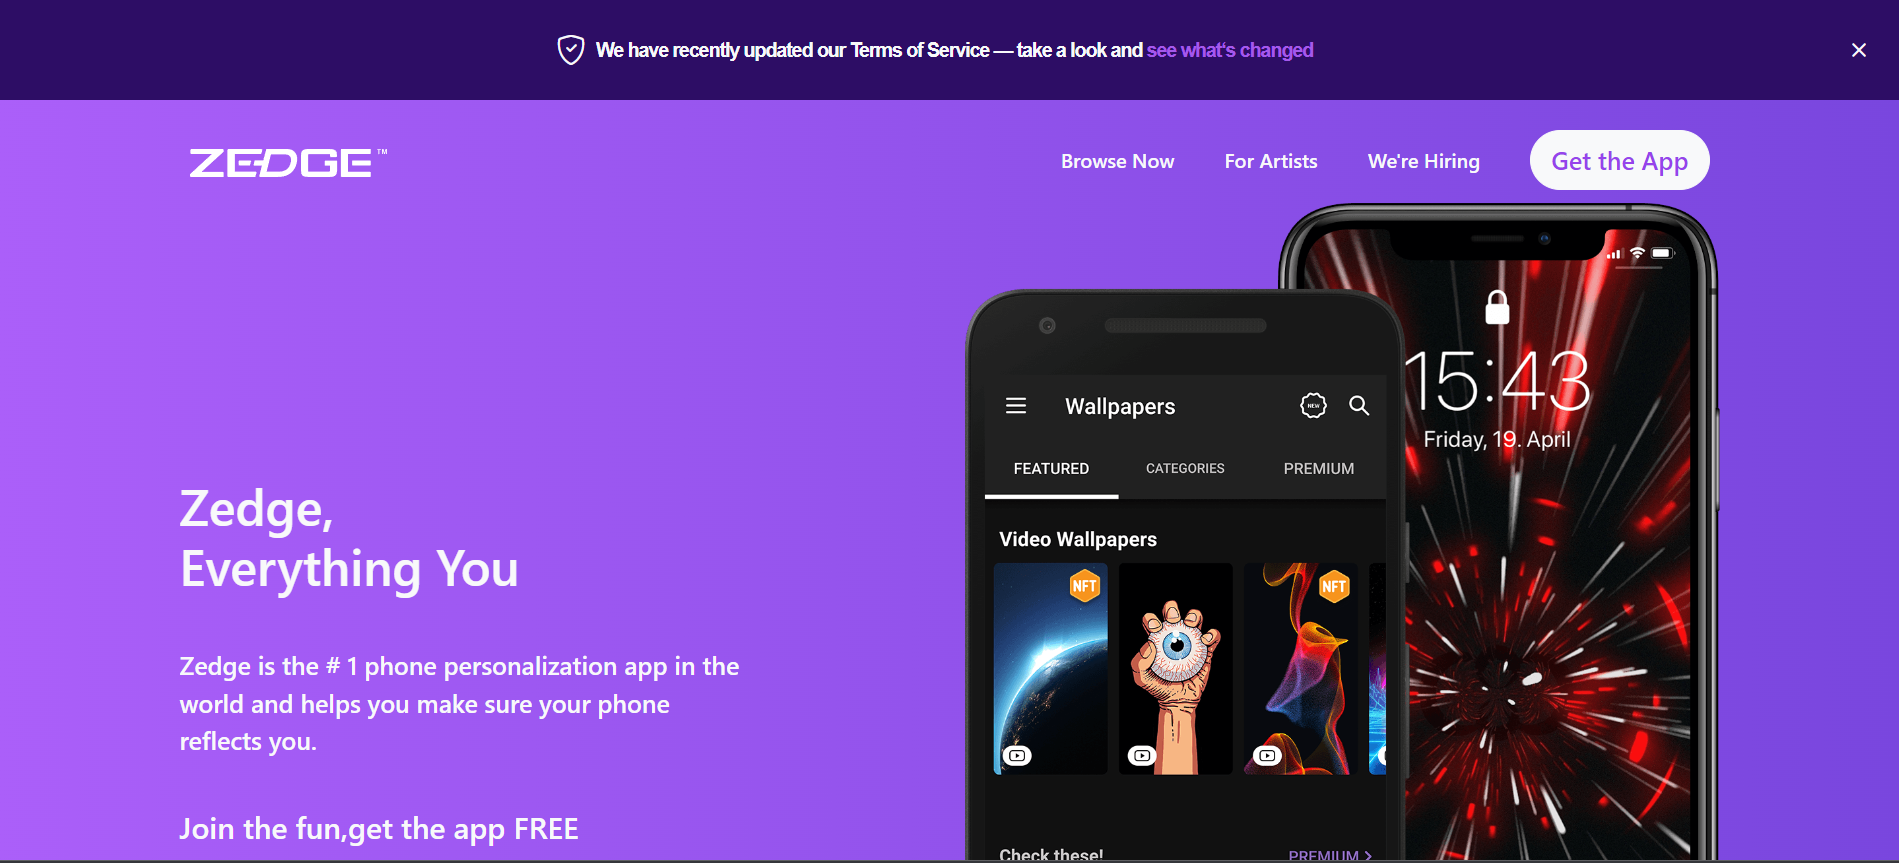 We have recently updated our Terms of Service — take a look and see what's changed
ZEDGE™
Browse Now
For Artists
We're Hiring
Get the App
Zedge,
Everything You
Zedge is the # 1 phone personalization app in the
world and helps you make sure your phone
reflects you.
Join the fun,get the app FREE
Wallpapers
NEW
FEATURED
CATEGORIES
PREMIUM
Video Wallpapers
NFT
NFT
Check these!
PREMIUM
15:43
Friday, 19. April